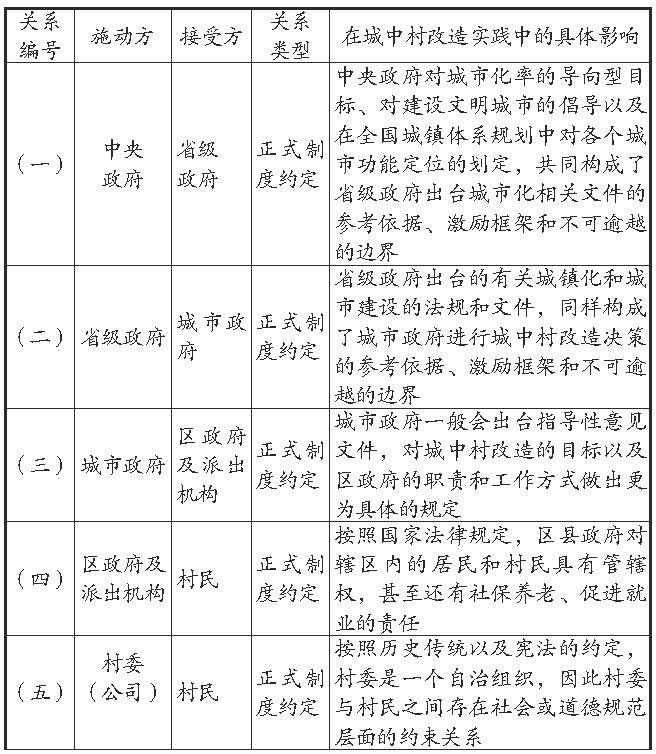 关系
编号
施动方
接受方
关系
类型
在城中村改造实践中的具体影响
（一）
中央
政府
省级
政府
正式制
度约定
中央政府对城市化率的导向型目
标、对建设文明城市的倡导以及
在全国城镇体系规划中对各个城
市功能定位的划定，共同构成了
省级政府出台城市化相关文件的
参考依据、激励框架和不可逾越
的边界
（二）
省级政府
城市政
府
正式制
度约定
省级政府出台的有关城镇化和城
市建设的法规和文件，同样构成
了城市政府进行城中村改造决策
的参考依据、激励框架和不可逾
越的边界
（三）
城市政府
区政府
及派出
机构
正式制
度约定
城市政府一般会出台指导性意见
文件，对城中村改造的目标以及
区政府的职责和工作方式做出更
为具体的规定
（四）
区政府及
派出机构
村民
正式制
度约定
按照国家法律规定，区县政府对
辖区内的居民和村民具有管辖
权，甚至还有社保养老、促进就
业的责任
（五）
村委
（公司）
村民
正式制
度约定
按照历史传统以及宪法的约定，
村委是一个自治组织，因此村委
与村民之间存在社会或道德规范
层面的约束关系